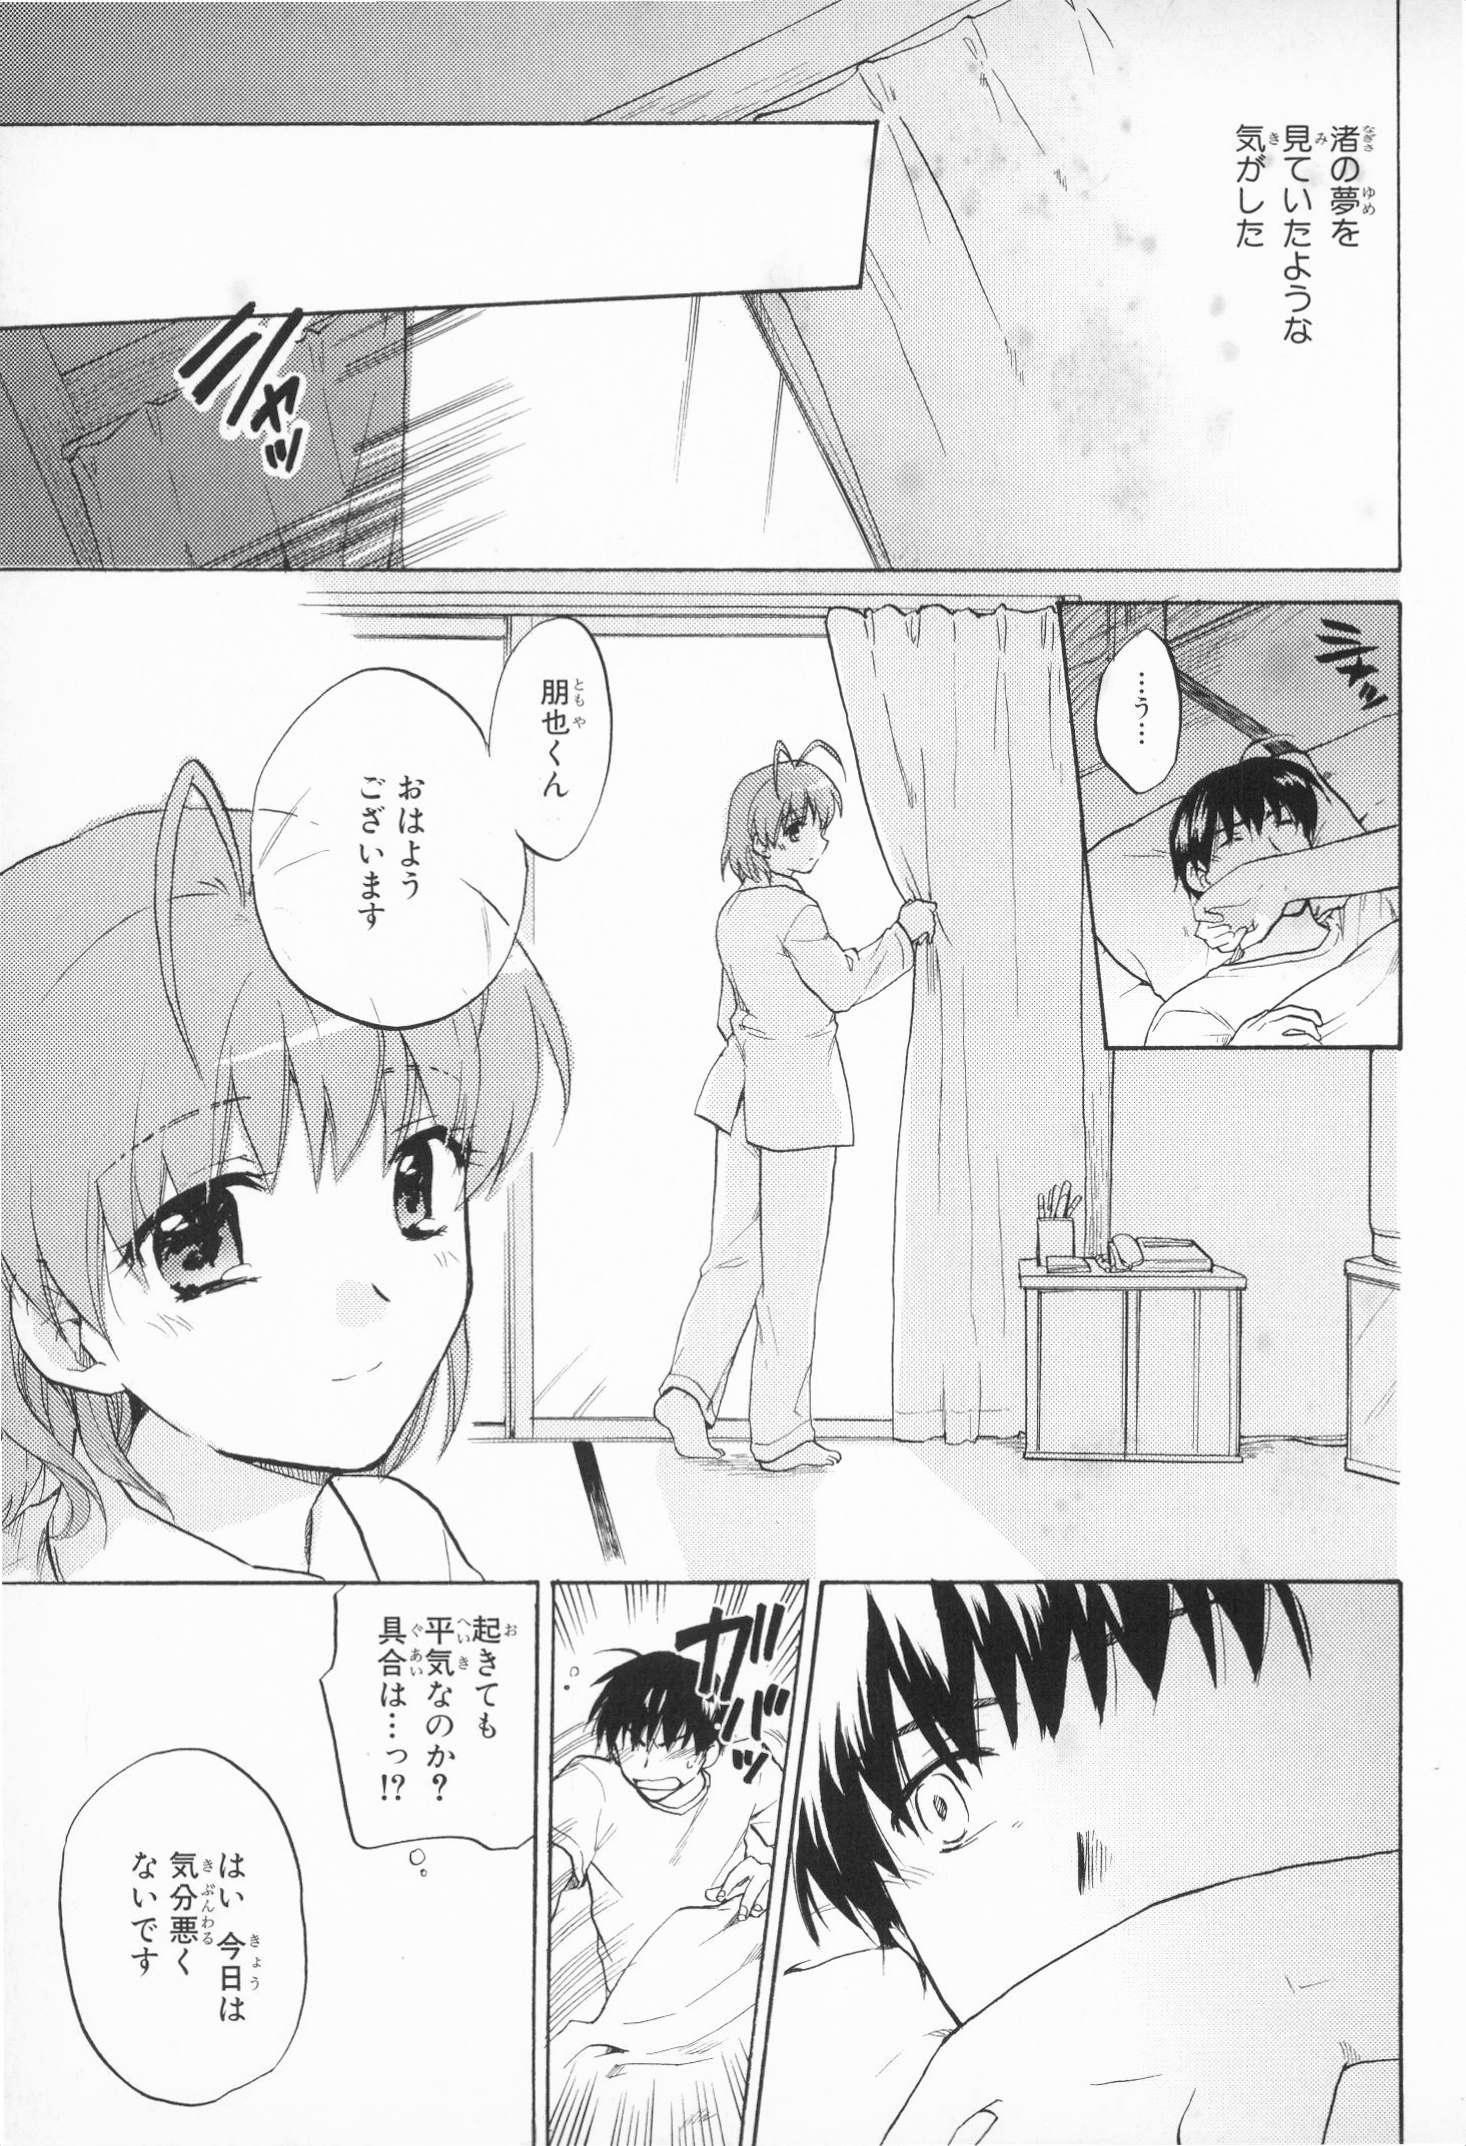 渚の夢を
見ていたような
気がした
シャッ
ミッ
…う…
朋也くん
おはよう
ございます
ガバッ
起きても
平気なのか？
具合は…っ!?
はい 今日は
気分悪く
ないです